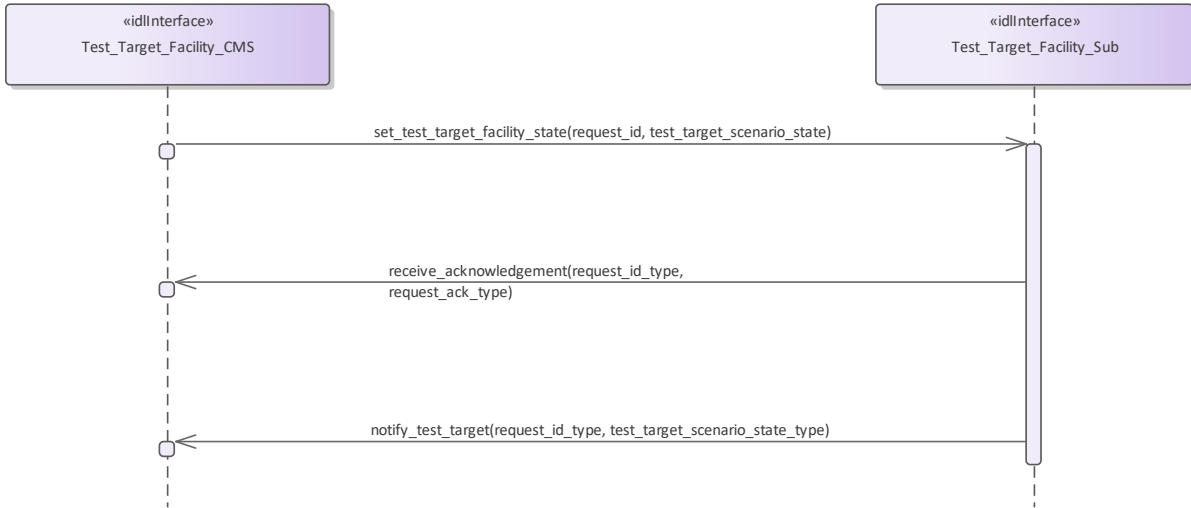 «idlInterface»
Test_Target_Facility_CMS
«idlInterface»
Test_Target_Facility_Sub
set_test_target_facility_state(request_id, test_target_scenario_state)
receive_acknowledgement(request_id_type,
request_ack_type)
notify_test_target(request_id_type, test_target_scenario_state_type)